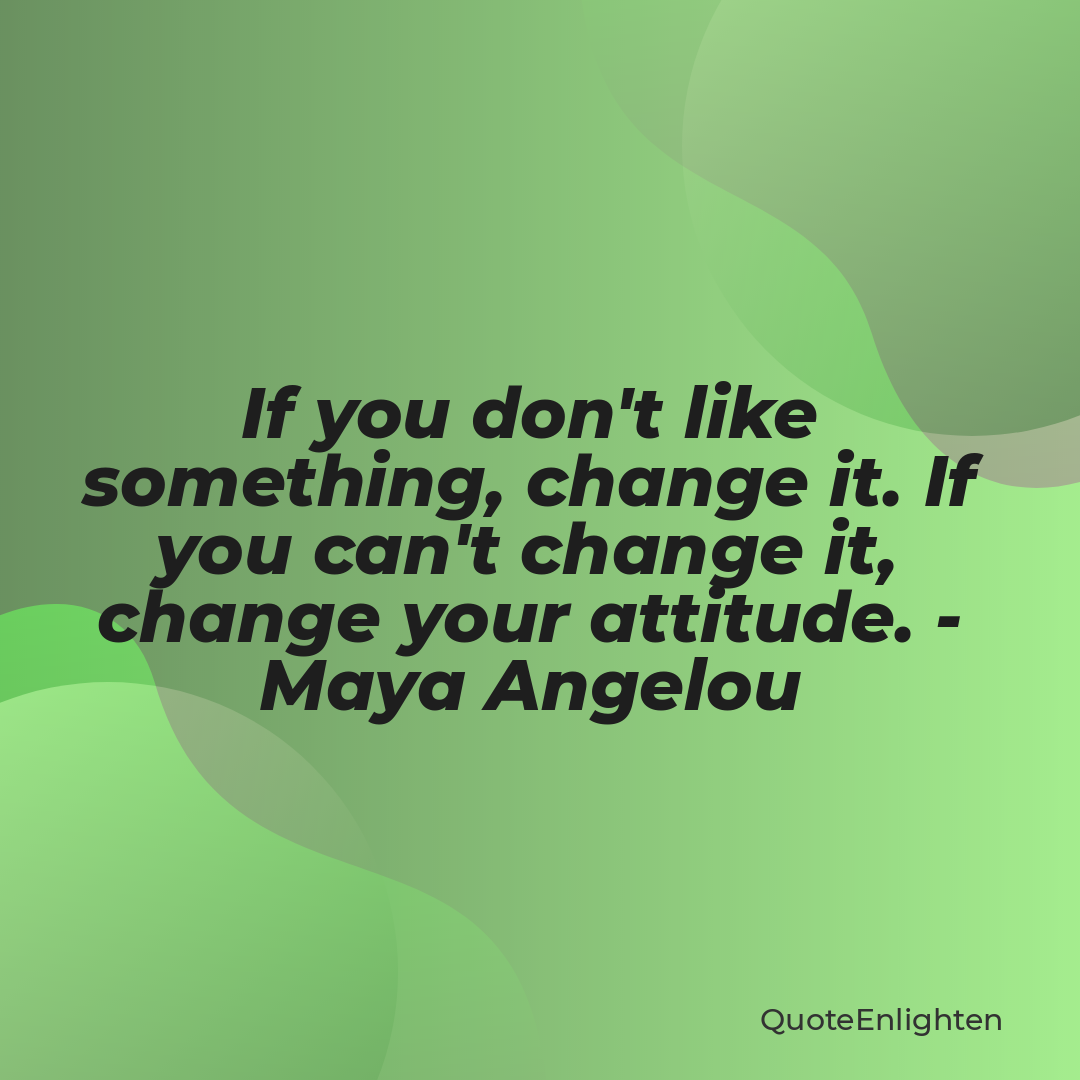 If you don't like
something, change it. If
you can't change it,
change your attitude. -
Maya Angelou
QuoteEnlighten